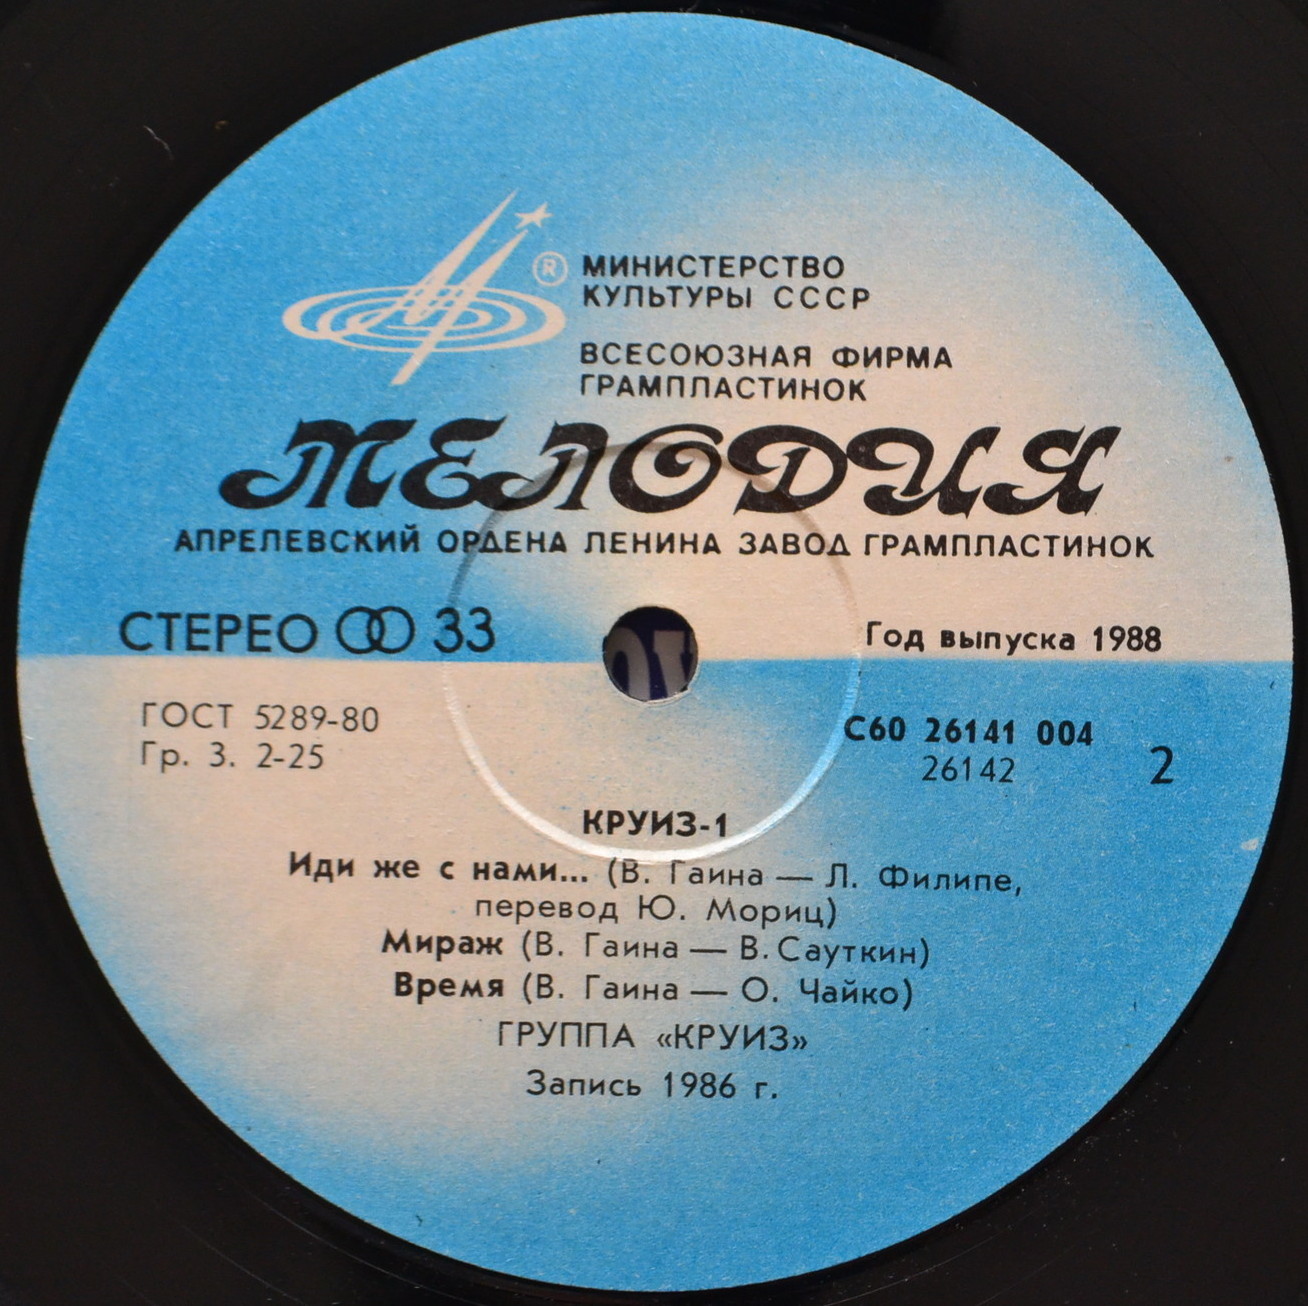 ®
МИНИСТЕРСТВО
КУЛЬТУРЫ СССР
ВСЕСОЮЗНАЯ ФИРМА
ГРАМПЛАСТИНОК
МЕЛОДИЯ
АПРЕЛЕВСКИЙ ОРДЕНА ЛЕНИНА ЗАВОД ГРАМПЛАСТИНОК
СТЕРЕО 33
Год выпуска 1988
ГОСТ 5289-80
Гр. 3. 2-25
С60 26141 004
26142
2
КРУИЗ-1
Иди же с нами... (В. Гаина — Л. Филипе,
перевод Ю. Мориц)
Мираж (В. Гаина — В. Сауткин)
Время (В. Гаина — О. Чайко)
ГРУППА «КРУИЗ»
Запись 1986 г.